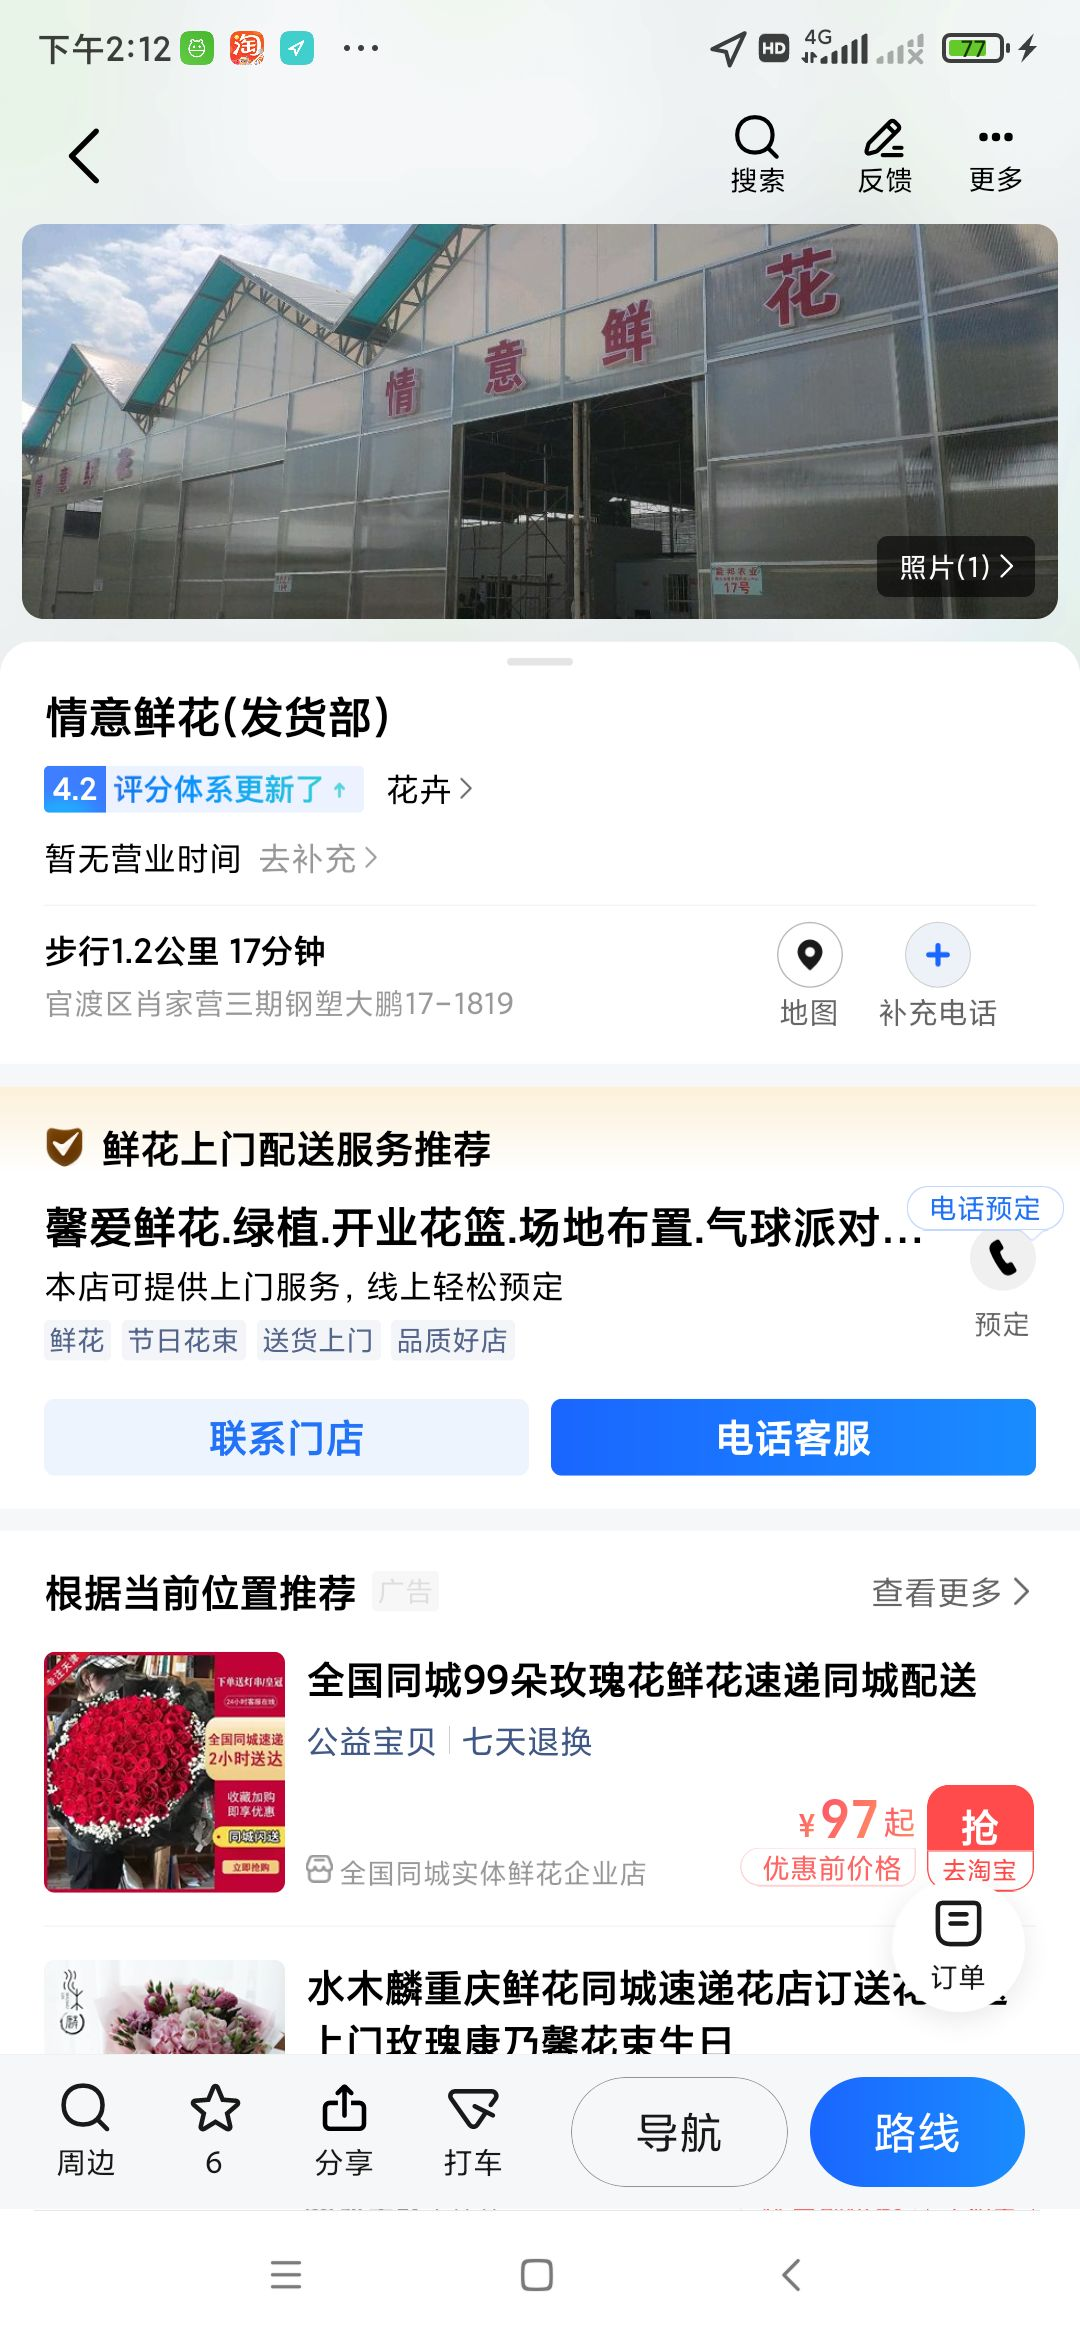 下午2:12
淘
HD
4G
77
搜索
反馈
更多
情意鲜花
情意鲜花
17号
照片(1)
情意鲜花(发货部)
4.2 评分体系更新了
花卉
暂无营业时间 去补充
步行1.2公里 17分钟
官渡区肖家营三期钢塑大鹏17-1819
地图
补充电话
鲜花上门配送服务推荐
馨爱鲜花.绿植.开业花篮.场地布置.气球派对...
电话预定
本店可提供上门服务，线上轻松预定
预定
鲜花 节日花束 送货上门 品质好店
联系门店
电话客服
根据当前位置推荐 广告
查看更多
下单送灯串/皇冠
24小时客服在线
全国同城速递
2小时送达
收藏加购
即享优惠
同城闪送
立即抢购
全国同城99朵玫瑰花鲜花速递同城配送
公益宝贝 七天退换
¥97起
抢
全国同城实体鲜花企业店
优惠前价格
去淘宝
订单
水木麟
水木麟重庆鲜花同城速递花店订送花
上门玫瑰康乃馨花束生日
周边
6
分享
打车
导航
路线